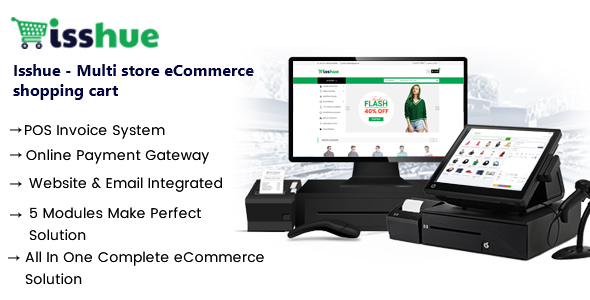 isshue
Isshue - Multi store eCommerce
shopping cart
→ POS Invoice System
→ Online Payment Gateway
→ Website & Email Integrated
→ 5 Modules Make Perfect
Solution
→ All In One Complete eCommerce
Solution
isshue
FLASH
40% OFF